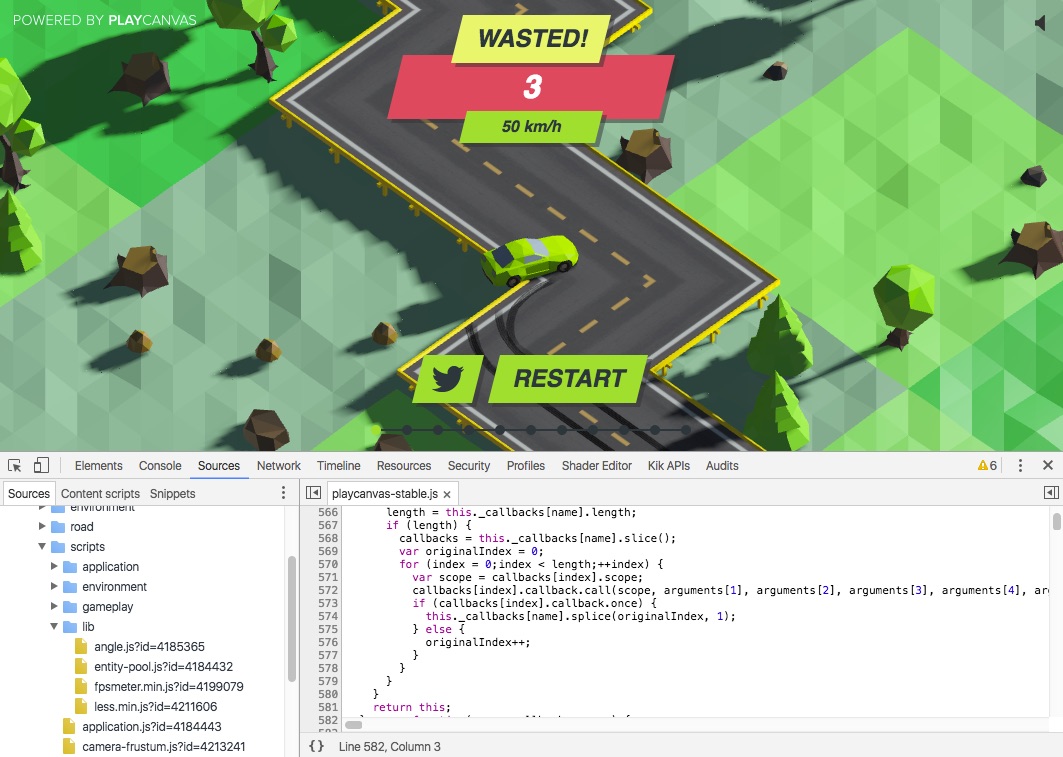 POWERED BY PLAYCANVAS
WASTED!
3
50 km/h
RESTART
Elements Console Sources Network Timeline Resources Security Profiles Shader Editor Kik APIs Audits 6
Sources Content scripts Snippets
playcanvas-stable.js ×
environment
road
scripts
application
environment
gameplay
lib
angle.js?id=4185365
entity-pool.js?id=4184432
fpsmeter.min.js?id=4199079
less.min.js?id=4211606
application.js?id=4184443
camera-frustum.js?id=4213241
566 length = this._callbacks[name].length;
567 if (length) {
568 callbacks = this._callbacks[name].slice();
569 var originalIndex = 0;
570 for (index = 0;index < length;++index) {
571 var scope = callbacks[index].scope;
572 callbacks[index].callback.call(scope, arguments[1], arguments[2], arguments[3], arguments[4], ar
573 if (callbacks[index].callback.once) {
574 this._callbacks[name].splice(originalIndex, 1);
575 } else {
576 originalIndex++;
577 }
578 }
579 }
580 }
581 return this;
582
{} Line 582, Column 3